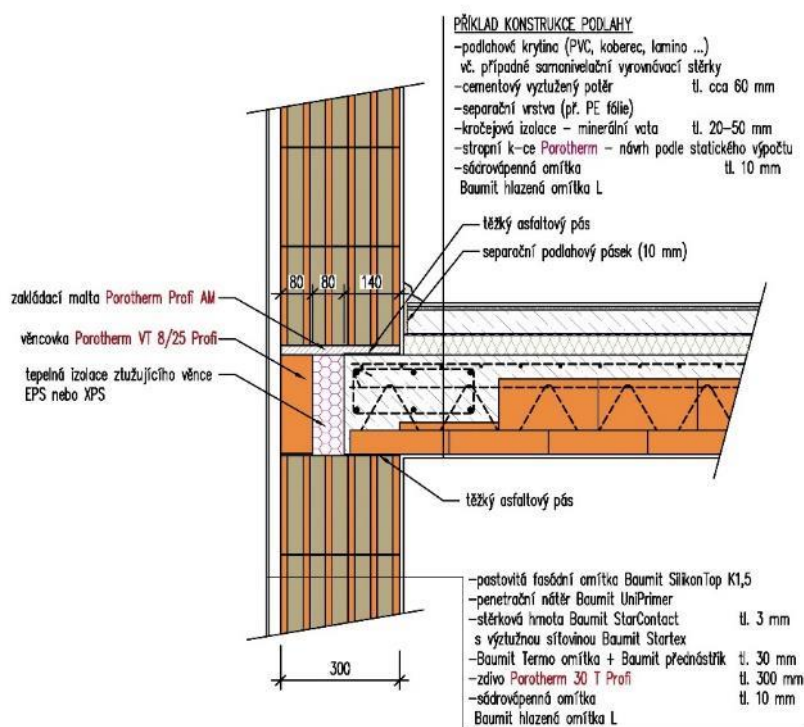 PŘÍKLAD KONSTRUKCE PODLAHY
-podlahová krytina (PVC, koberec, lamino ...)
vč. případné samonivelační vyrovnávací stěrky
-cementový vyztužený potěr tl. cca 60 mm
-separační vrstva (př. PE fólie)
-kročejová izolace - minerální vata tl. 20-50 mm
-stropní k-ce Porotherm - návrh podle statického výpočtu
-sádrovápenná omítka tl. 10 mm
Baumit hlazená omítka L
těžký asfaltový pás
separační podlahový pásek (10 mm)
80 80 140
zakládací malta Porotherm Profi AM
věncovka Porotherm VT 8/25 Profi
tepelná izolace ztužujícího věnce
EPS nebo XPS
těžký asfaltový pás
-pastovitá fasádní omítka Baumit SilikonTop K1,5
-penetrační nátěr Baumit UniPrimer
-stěrková hmota Baumit StarContact tl. 3 mm
s výztužnou síťovinou Baumit Startex
-Baumit Termo omítka + Baumit přednástřik tl. 30 mm
-zdivo Porotherm 30 T Profi tl. 300 mm
-sádrovápenná omítka tl. 10 mm
Baumit hlazená omítka L
300